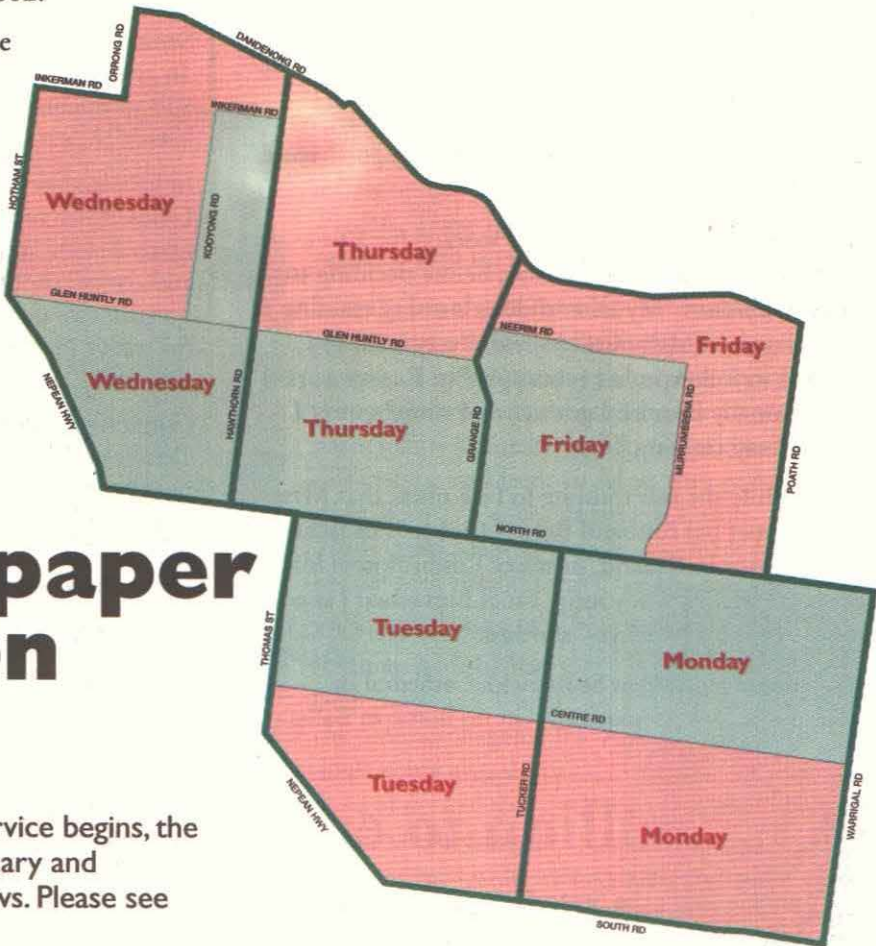 e
ORRONG RD
DANDENONG RD
INKERMAN RD
INKERMAN RD
HOTHAM ST
Wednesday
KOOYONG RD
Thursday
GLEN HUNTLY RD
GLEN HUNTLY RD
NEERIM RD
Friday
Wednesday
NEPEAN HWY
HAWTHORN RD
Thursday
GRANGE RD
Friday
MURRUMBEENA RD
POATH RD
NORTH RD
paper
n
THOMAS ST
Tuesday
Monday
CENTRE RD
Tuesday
NEPEAN HWY
TUCKER RD
Monday
WARRIGAL RD
rvice begins, the
ary and
vs. Please see
SOUTH RD